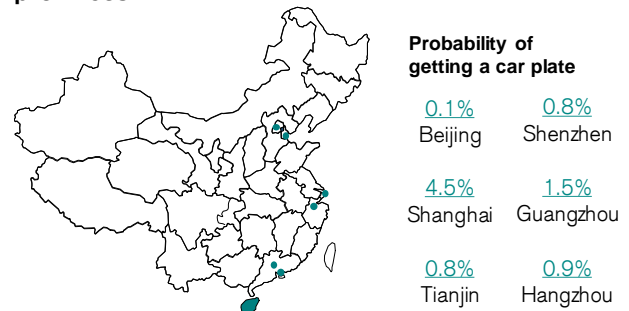 Probability of
getting a car plate
0.1% 0.8%
Beijing Shenzhen
4.5% 1.5%
Shanghai Guangzhou
0.8% 0.9%
Tianjin Hangzhou